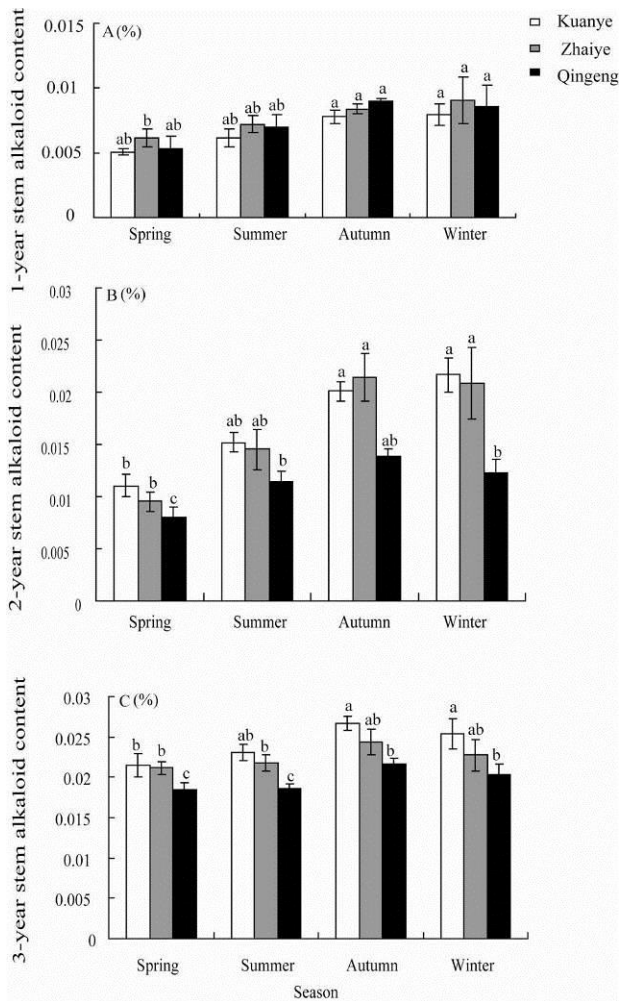 0.015
A (%)
Kuanye
Zhaiye
Qingeng
0.01
a a a
a a a
ab ab ab
ab b ab
0.005
0
Spring Summer Autumn Winter
1-year stem alkaloid content
0.03
B (%)
0.025
a a
a a
0.02
ab ab
ab
0.015
b b
b
b
c
0.01
0.005
0
Spring Summer Autumn Winter
2-year stem alkaloid content
0.03
C (%)
a ab b
a ab b
0.025
ab b c
b b c
0.02
0.015
0.01
0.005
0
Spring Summer Autumn Winter
3-year stem alkaloid content
Season